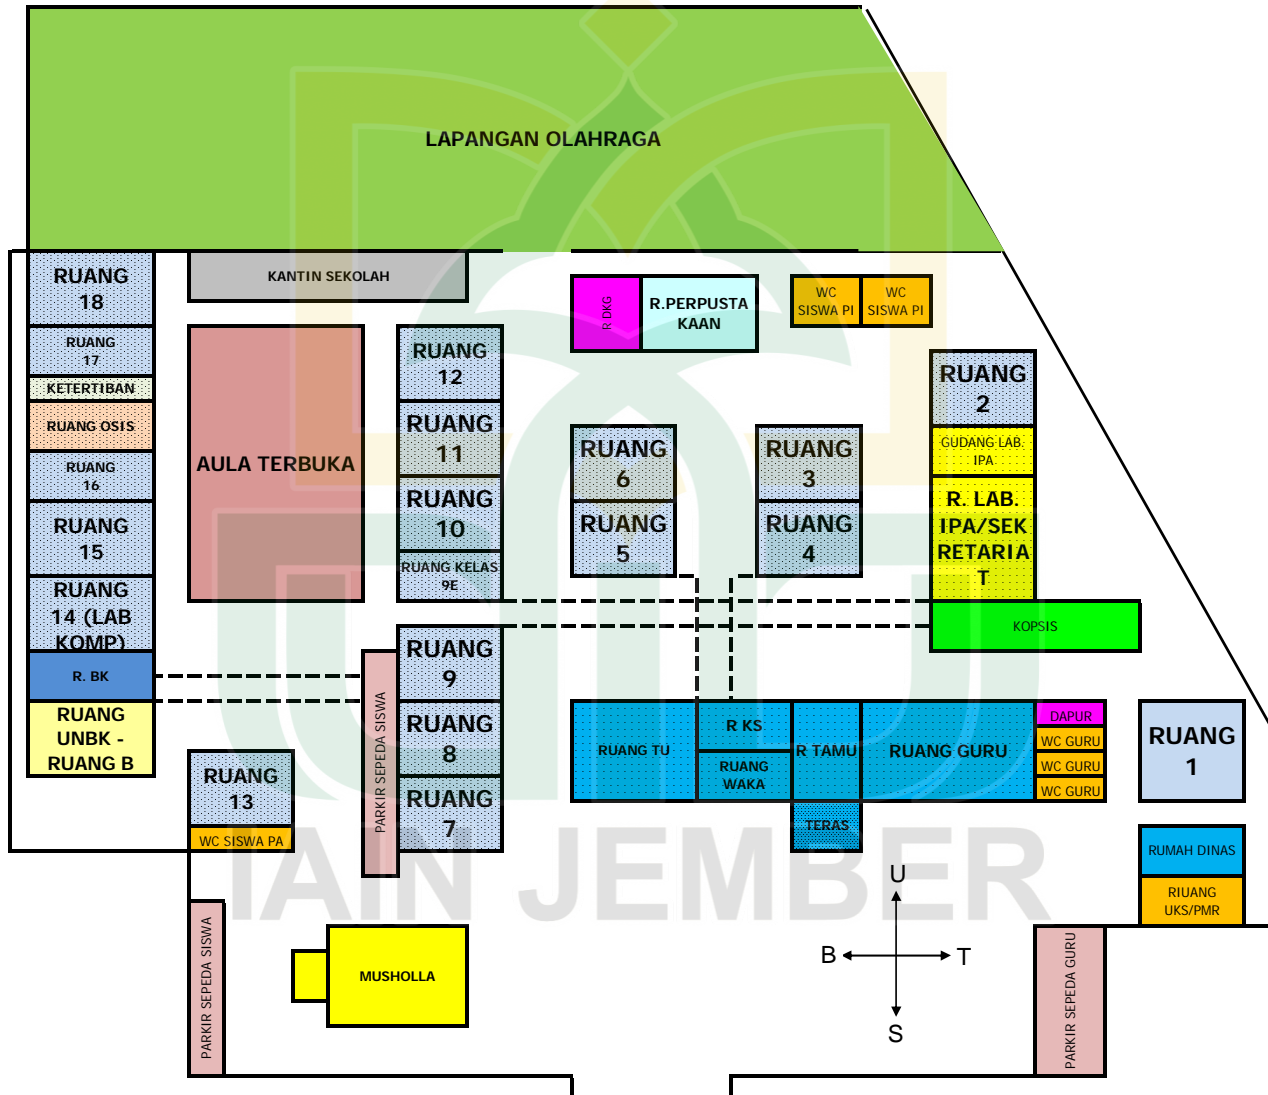 LAPANGAN OLAHRAGA
RUANG
18
KANTIN SEKOLAH
R DKG
R.PERPUSTA
KAAN
WC
SISWA PI
WC
SISWA PI
RUANG
17
KETERTIBAN
RUANG OSIS
RUANG
16
RUANG
15
RUANG
14 (LAB
KOMP)
R. BK
RUANG
UNBK -
RUANG B
AULA TERBUKA
RUANG
12
RUANG
11
RUANG
10
RUANG KELAS
9E
RUANG
6
RUANG
5
RUANG
3
RUANG
4
RUANG
2
GUDANG LAB.
IPA
R. LAB.
IPA/SEK
RETARIA
T
KOPSIS
RUANG
9
RUANG
8
RUANG
7
PARKIR SEPEDA SISWA
RUANG
13
WC SISWA PA
RUANG TU
R KS
RUANG
WAKA
R TAMU
TERAS
RUANG GURU
DAPUR
WC GURU
WC GURU
WC GURU
RUANG
1
RUMAH DINAS
RIUANG
UKS/PMR
IAIN JEMBER
U
B
T
S
PARKIR SEPEDA SISWA
MUSHOLLA
PARKIR SEPEDA GURU